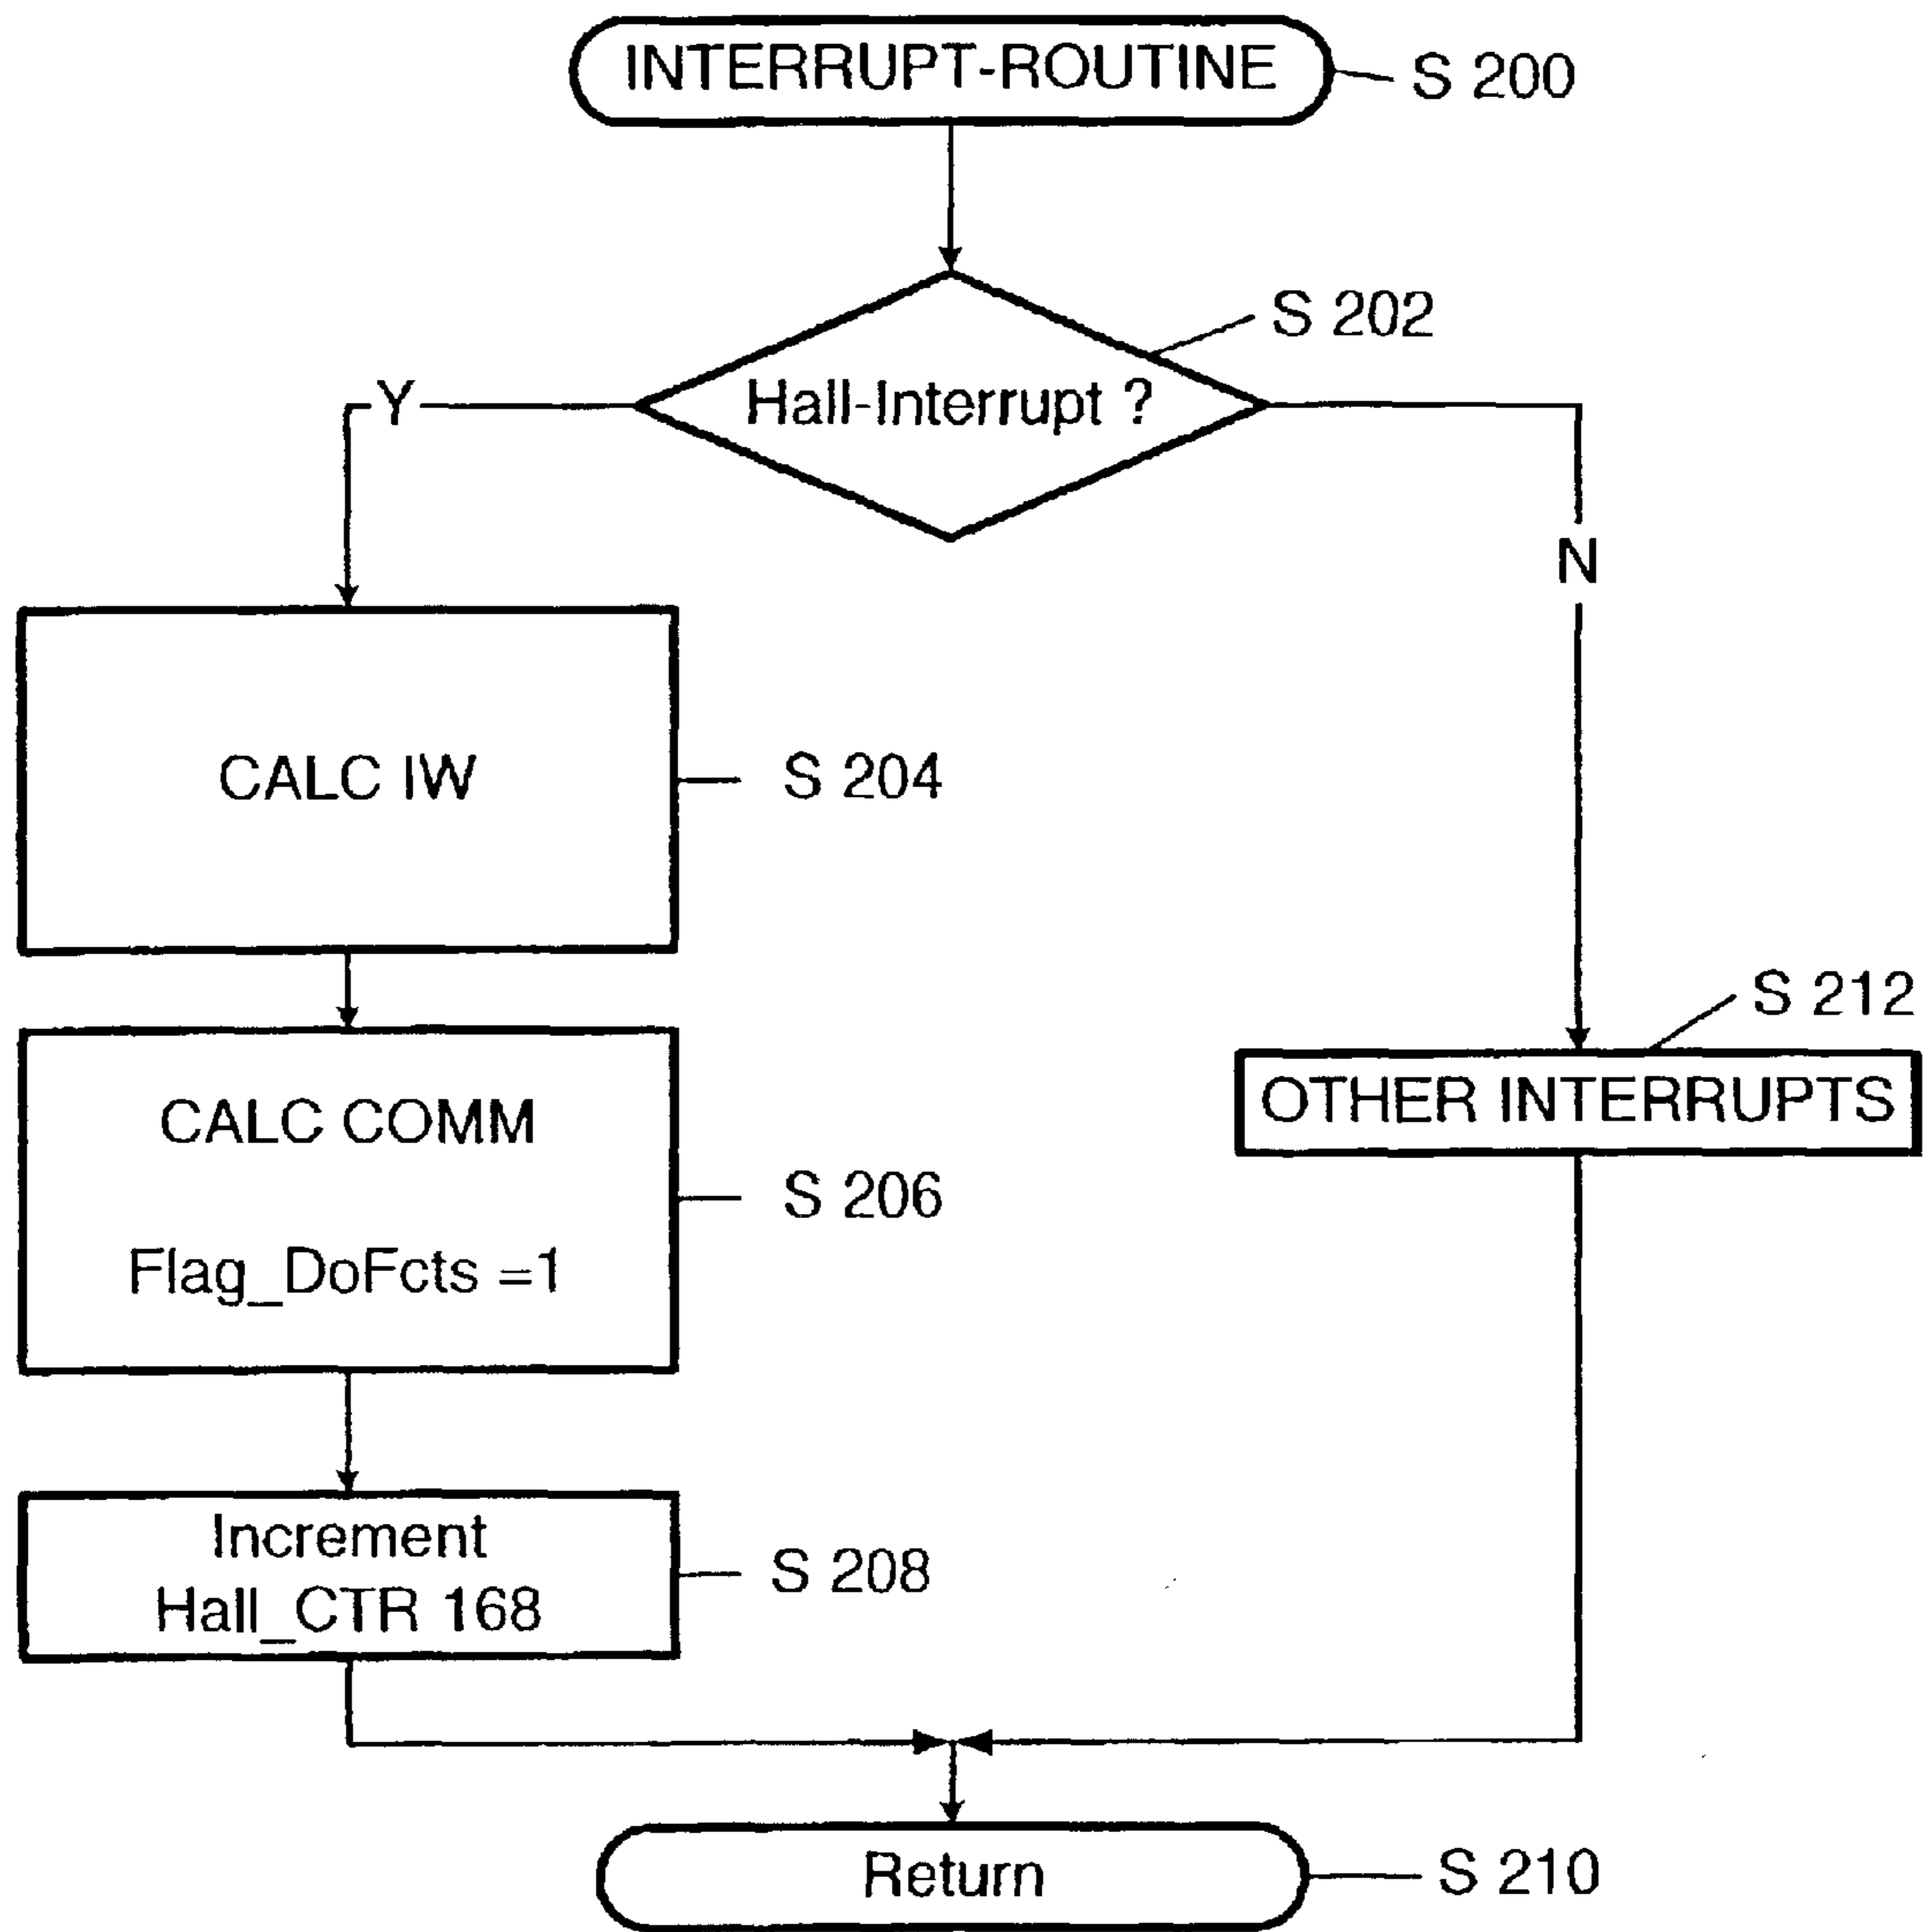 INTERRUPT-ROUTINE
S 200
S 202
Hall-Interrupt ?
Y
N
CALC IW
S 204
S 212
OTHER INTERRUPTS
CALC COMM
S 206
Flag_DoFcts =1
Increment
Hall_CTR 168
S 208
Return
S 210